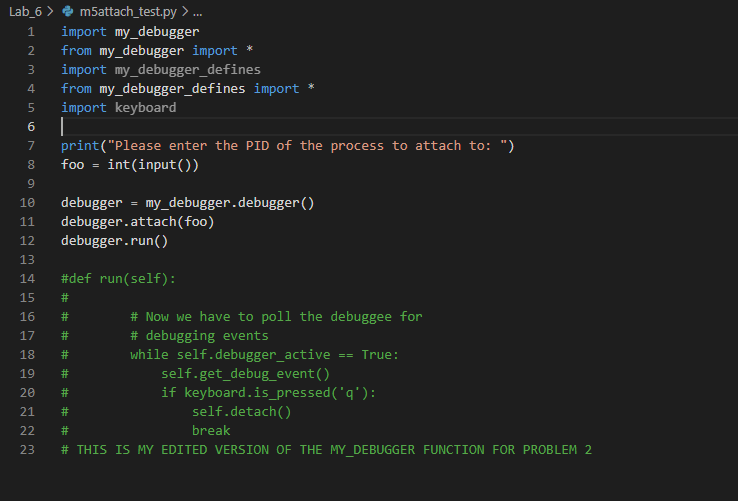 Lab_6 > m5attach_test.py > ...
1 import my_debugger
2 from my_debugger import *
3 import my_debugger_defines
4 from my_debugger_defines import *
5 import keyboard
6
7 print("Please enter the PID of the process to attach to: ")
8 foo = int(input())
9
10 debugger = my_debugger.debugger()
11 debugger.attach(foo)
12 debugger.run()
13
14 #def run(self):
15 #
16 #        # Now we have to poll the debuggee for
17 #        # debugging events
18 #        while self.debugger_active == True:
19 #            self.get_debug_event()
20 #            if keyboard.is_pressed('q'):
21 #                self.detach()
22 #                break
23 # THIS IS MY EDITED VERSION OF THE MY_DEBUGGER FUNCTION FOR PROBLEM 2